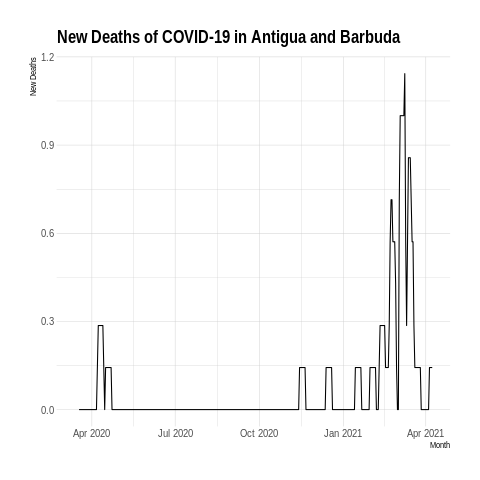 New Deaths of COVID-19 in Antigua and Barbuda
New Deaths
1.2
0.9
0.6
0.3
0.0
Apr 2020 Jul 2020 Oct 2020 Jan 2021 Apr 2021
Month